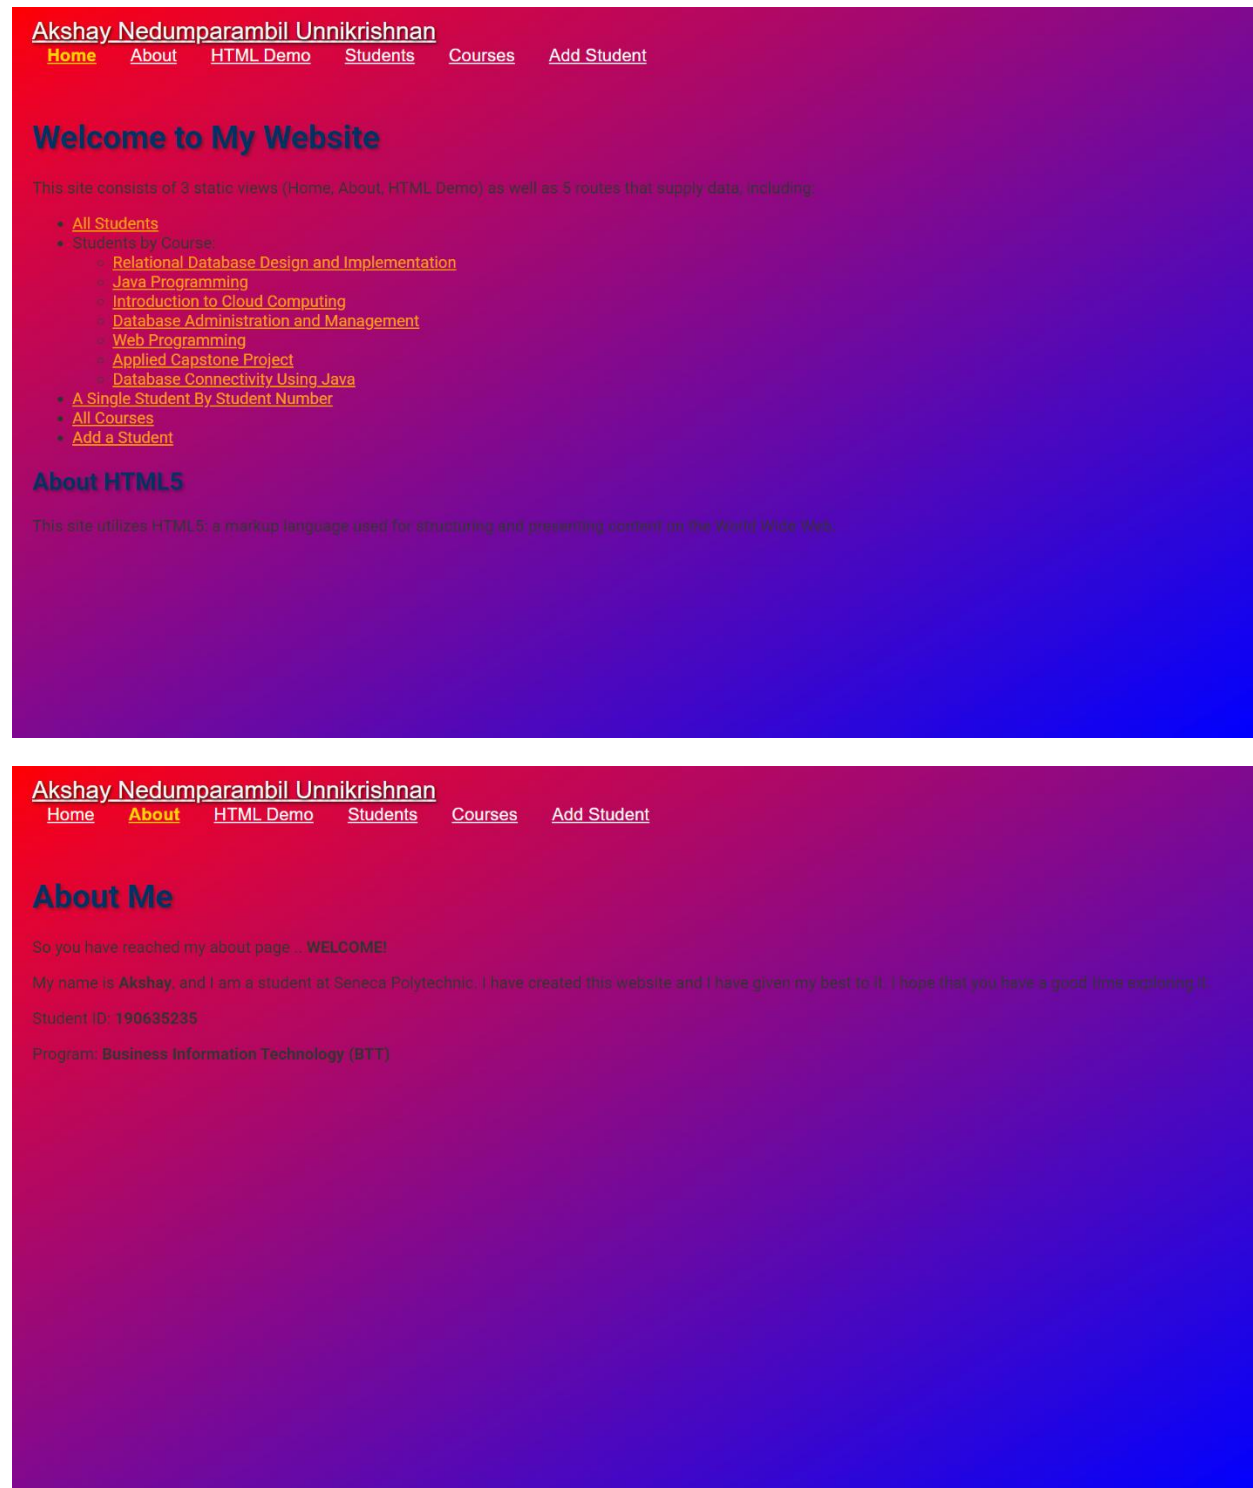 Akshay Nedumparambil Unnikrishnan
Home About HTML Demo Students Courses Add Student
Welcome to My Website
This site consists of 3 static views (Home, About, HTML Demo) as well as 5 routes that supply data, including:
All Students
Students by Course:
Relational Database Design and Implementation
Java Programming
Introduction to Cloud Computing
Database Administration and Management
Web Programming
Applied Capstone Project
Database Connectivity Using Java
A Single Student By Student Number
All Courses
Add a Student
About HTML5
This site utilizes HTML5: a markup language used for structuring and presenting content on the World Wide Web.
Akshay Nedumparambil Unnikrishnan
Home About HTML Demo Students Courses Add Student
About Me
So you have reached my about page .. WELCOME!
My name is Akshay, and I am a student at Seneca Polytechnic. I have created this website and I have given my best to it. I hope that you have a good time exploring it.
Student ID: 190635235
Program: Business Information Technology (BTT)